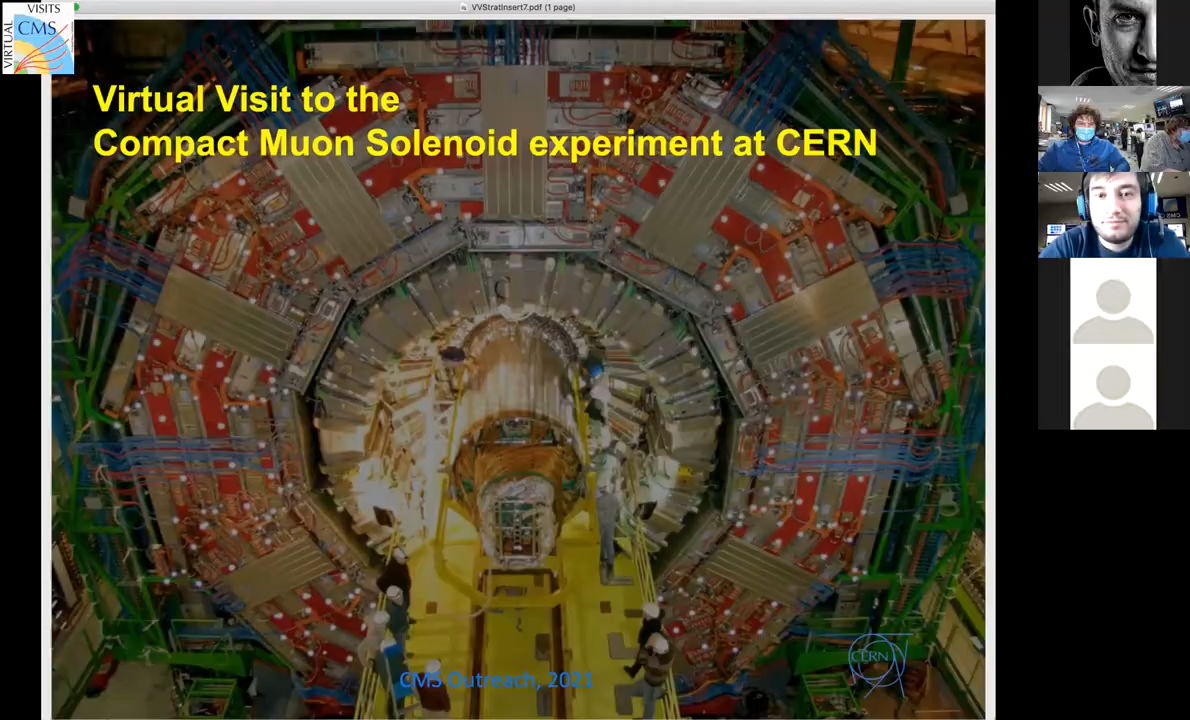 VISITS
VIRTUAL
CMS
VVStratInsert7.pdf (1 page)
Virtual Visit to the
Compact Muon Solenoid experiment at CERN
CMS Outreach, 2021
CERN